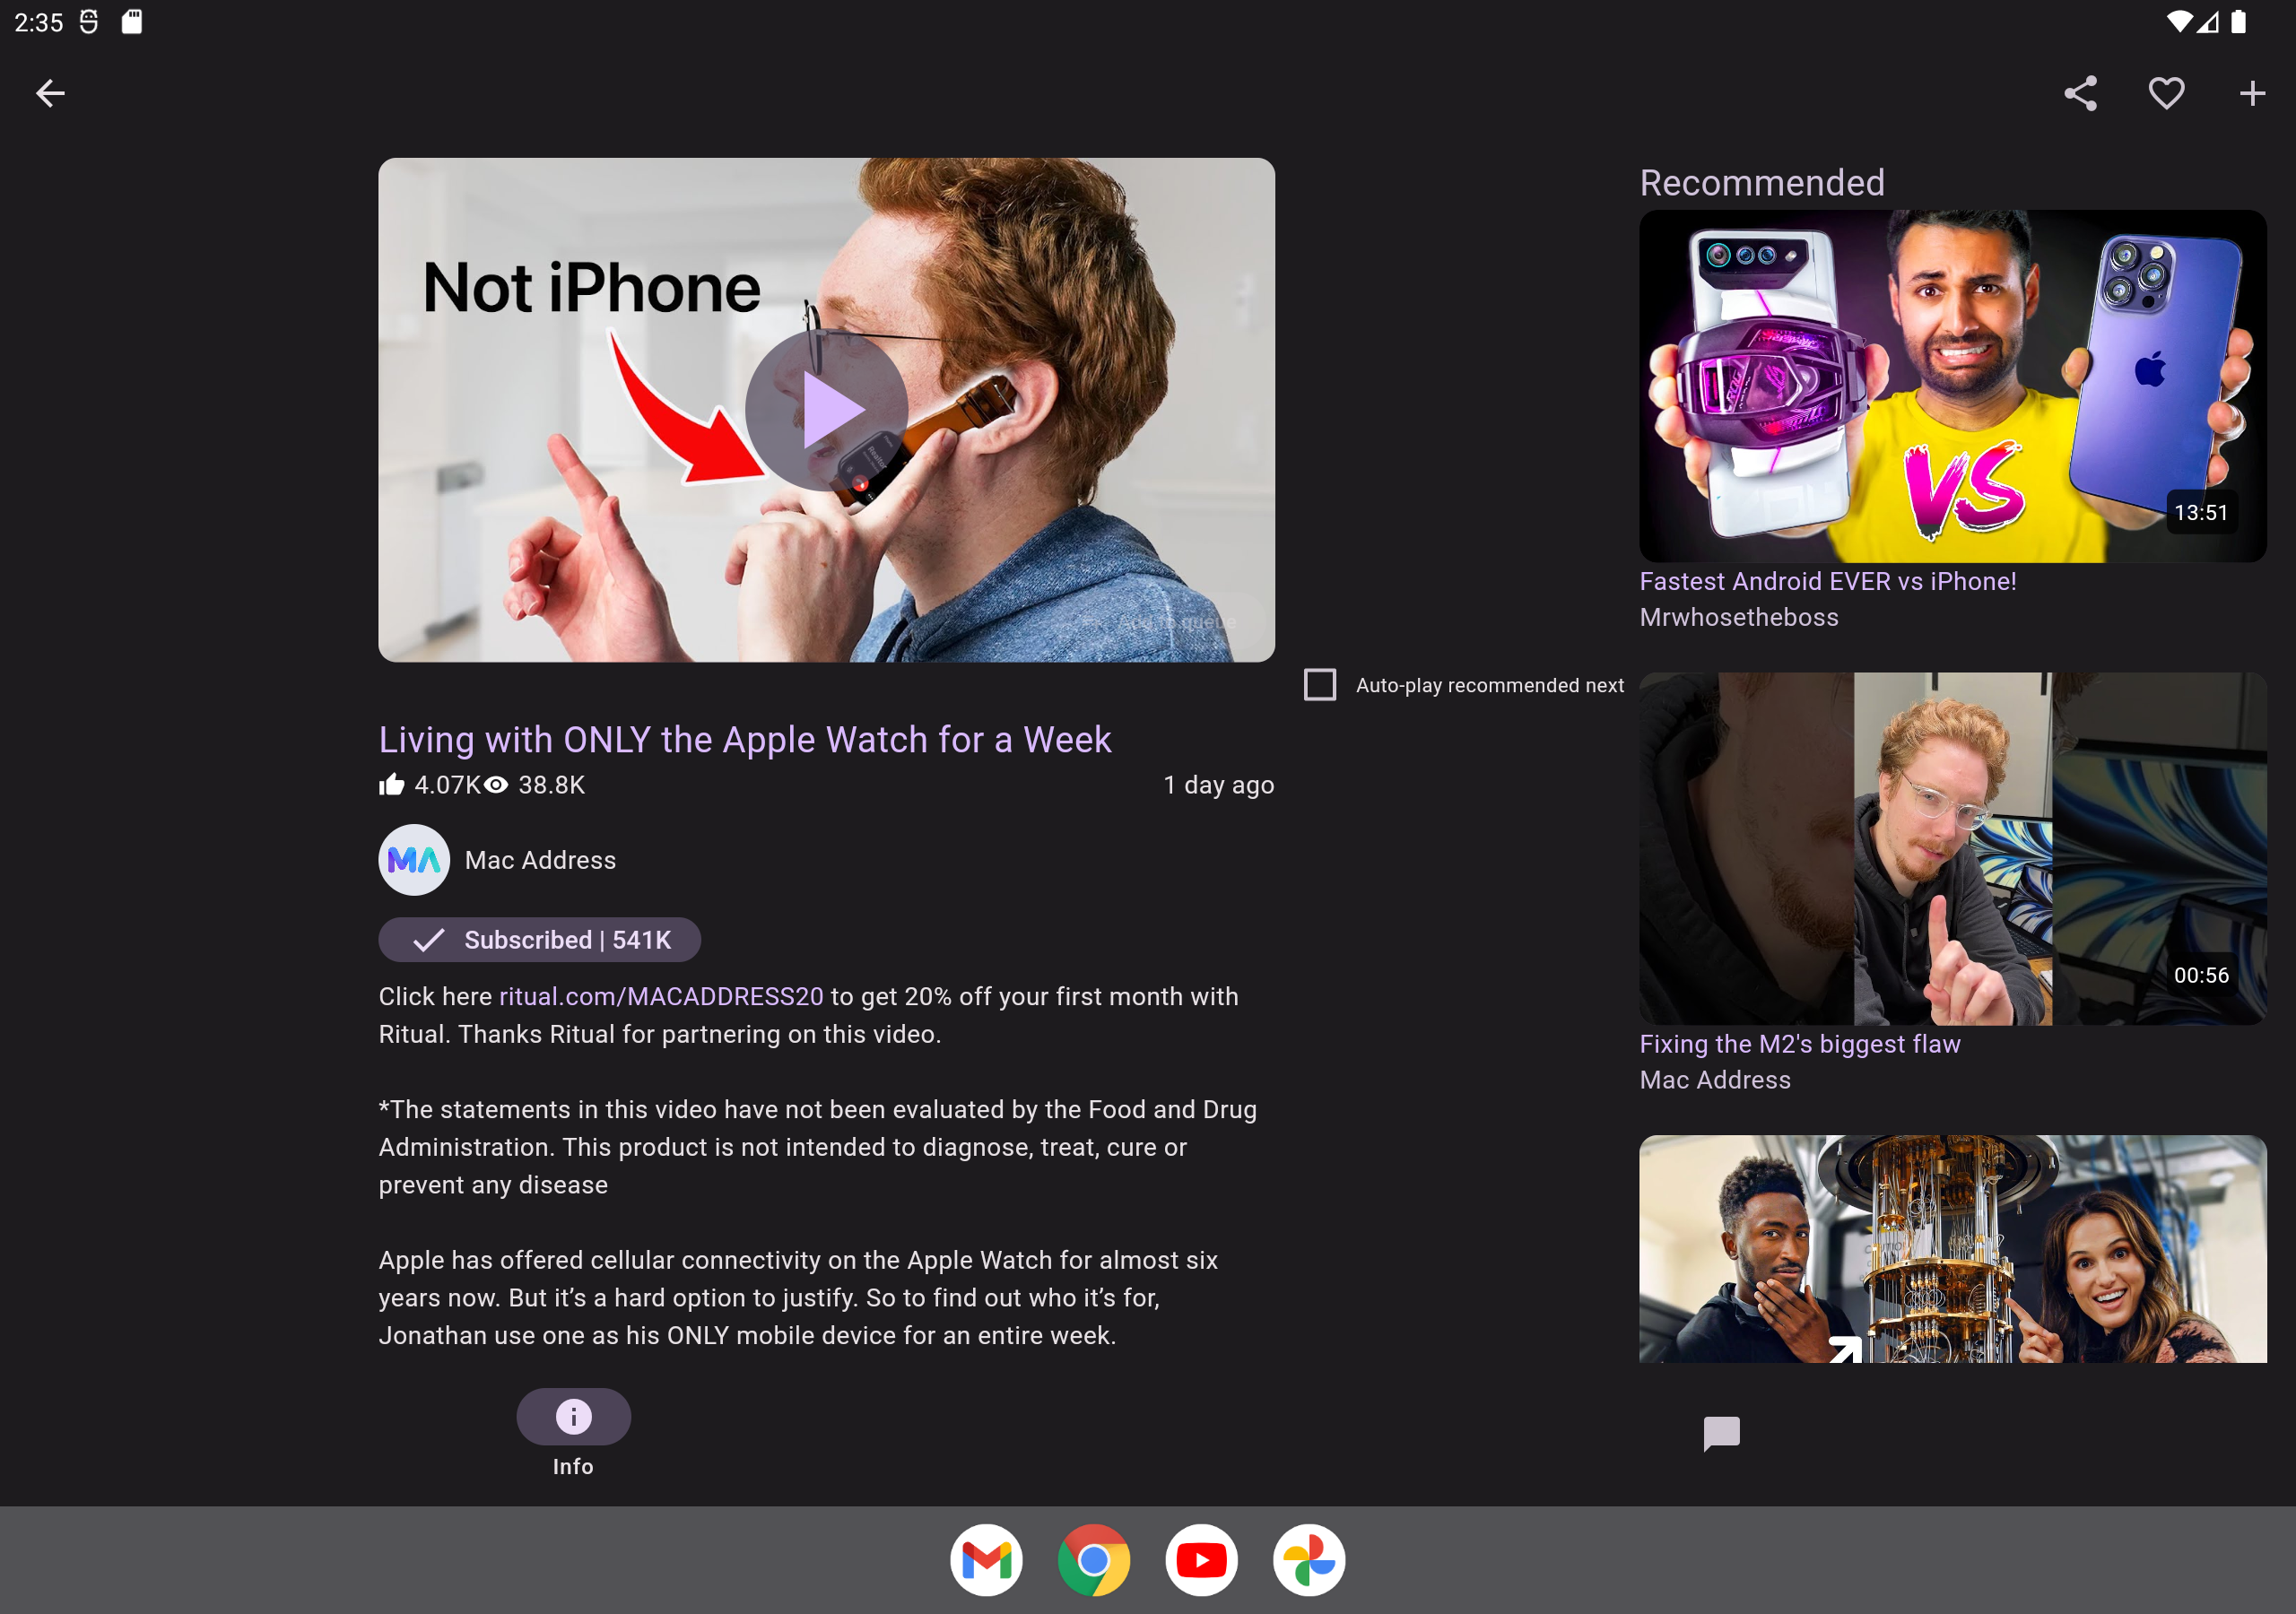 2:35
Not iPhone
Add to queue
Auto-play recommended next
Living with ONLY the Apple Watch for a Week
4.07K 38.8K
1 day ago
MA
Mac Address
Subscribed | 541K
Click here ritual.com/MACADDRESS20 to get 20% off your first month with
Ritual. Thanks Ritual for partnering on this video.
*The statements in this video have not been evaluated by the Food and Drug
Administration. This product is not intended to diagnose, treat, cure or
prevent any disease
Apple has offered cellular connectivity on the Apple Watch for almost six
years now. But it’s a hard option to justify. So to find out who it’s for,
Jonathan use one as his ONLY mobile device for an entire week.
Recommended
VS
13:51
Fastest Android EVER vs iPhone!
Mrwhosetheboss
00:56
Fixing the M2's biggest flaw
Mac Address
Info